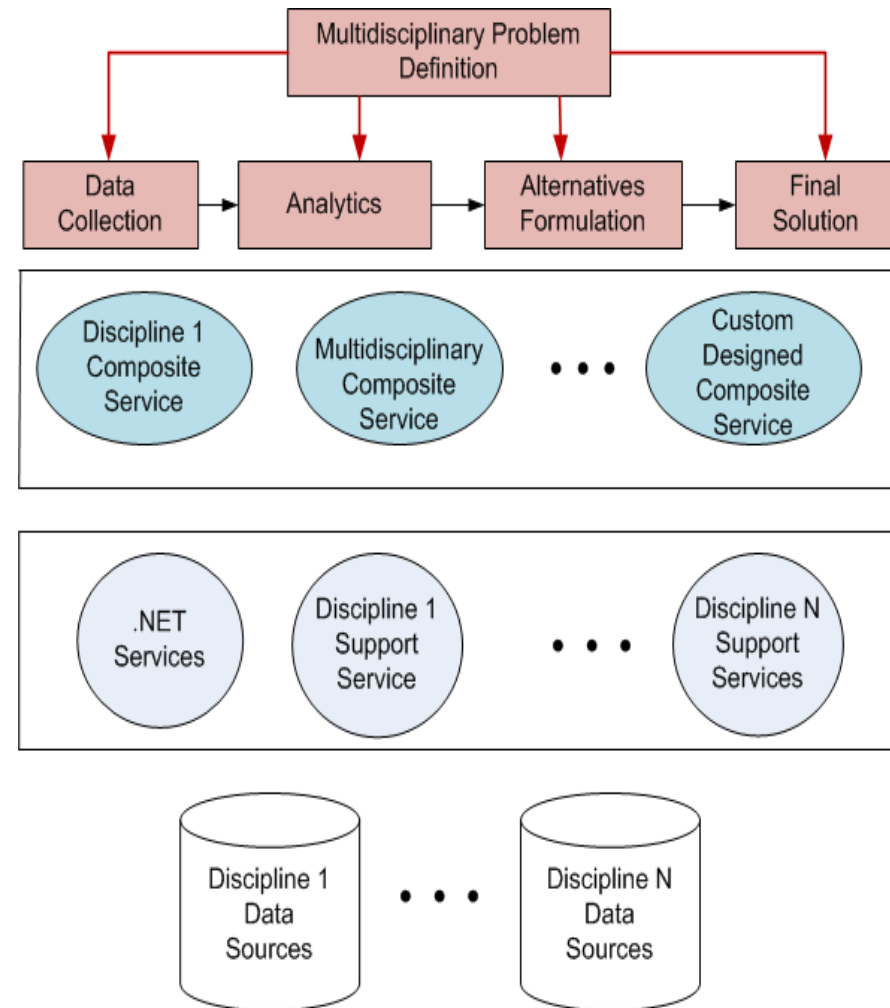 Multidisciplinary Problem
Definition
Data
Collection
Analytics
Alternatives
Formulation
Final
Solution
Discipline 1
Composite
Service
Multidisciplinary
Composite
Service
Custom
Designed
Composite
Service
.NET
Services
Discipline 1
Support
Service
Discipline N
Support
Services
Discipline 1
Data
Sources
Discipline N
Data
Sources